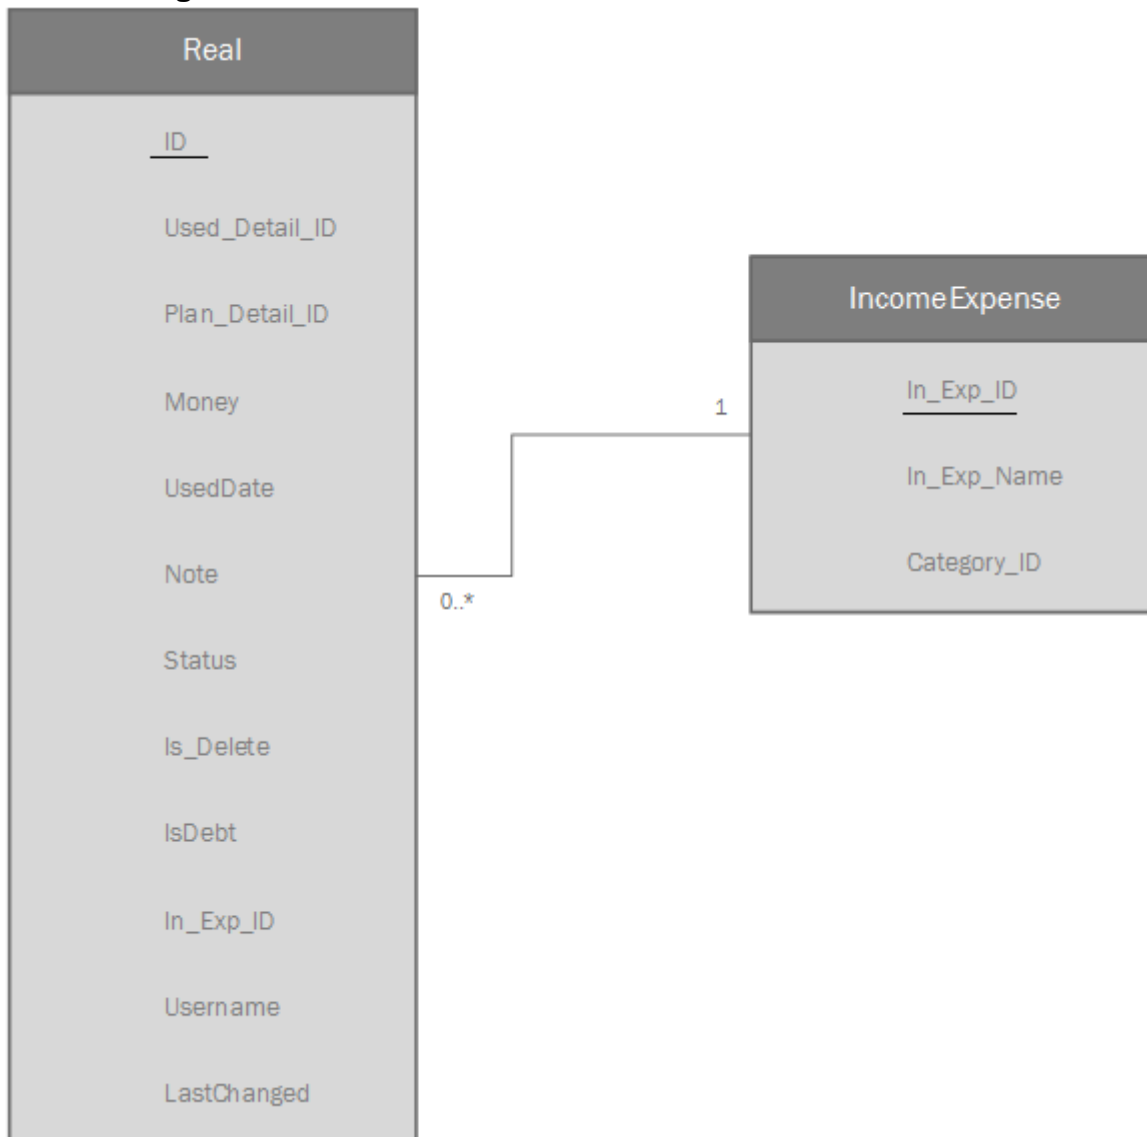 Real
ID
Used_Detail_ID
Plan_Detail_ID
Money
UsedDate
Note
Status
Is_Delete
IsDebt
In_Exp_ID
Username
LastChanged
0..*
1
IncomeExpense
In_Exp_ID
In_Exp_Name
Category_ID